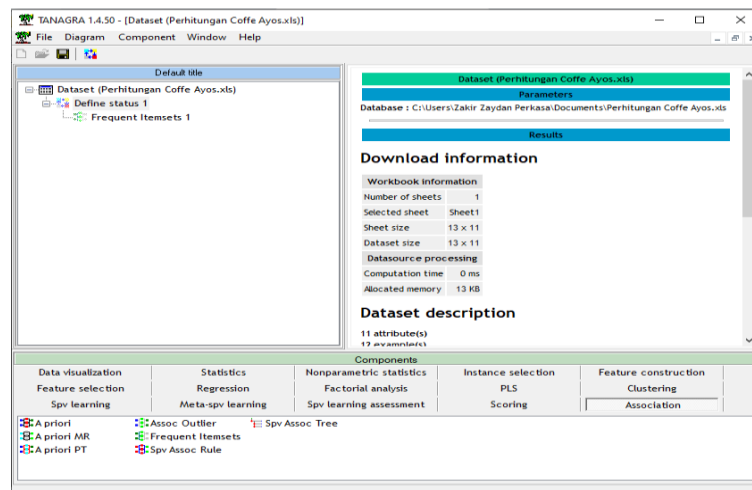 TANAGRA 1.4.50 - [Dataset (Perhitungan Coffe Ayos.xls)]
File Diagram Component Window Help
Default title
Dataset (Perhitungan Coffe Ayos.xls)
Define status 1
Frequent Itemsets 1
Dataset (Perhitungan Coffe Ayos.xls)
Parameters
Database : C:\Users\Zakir Zaydan Perkasa\Documents\Perhitungan Coffe Ayos.xls
Results
Download information
Workbook information
Number of sheets 1
Selected sheet Sheet1
Sheet size 13 x 11
Dataset size 13 x 11
Datasource processing
Computation time 0 ms
Allocated memory 13 KB
Dataset description
11 attribute(s)
12 example(s)
Components
Data visualization Statistics Nonparametric statistics Instance selection Feature construction
Feature selection Regression Factorial analysis PLS Clustering
Spv learning Meta-spv learning Spv learning assessment Scoring Association
A priori Assoc Outlier Spv Assoc Tree
A priori MR Frequent Itemsets
A priori PT Spv Assoc Rule